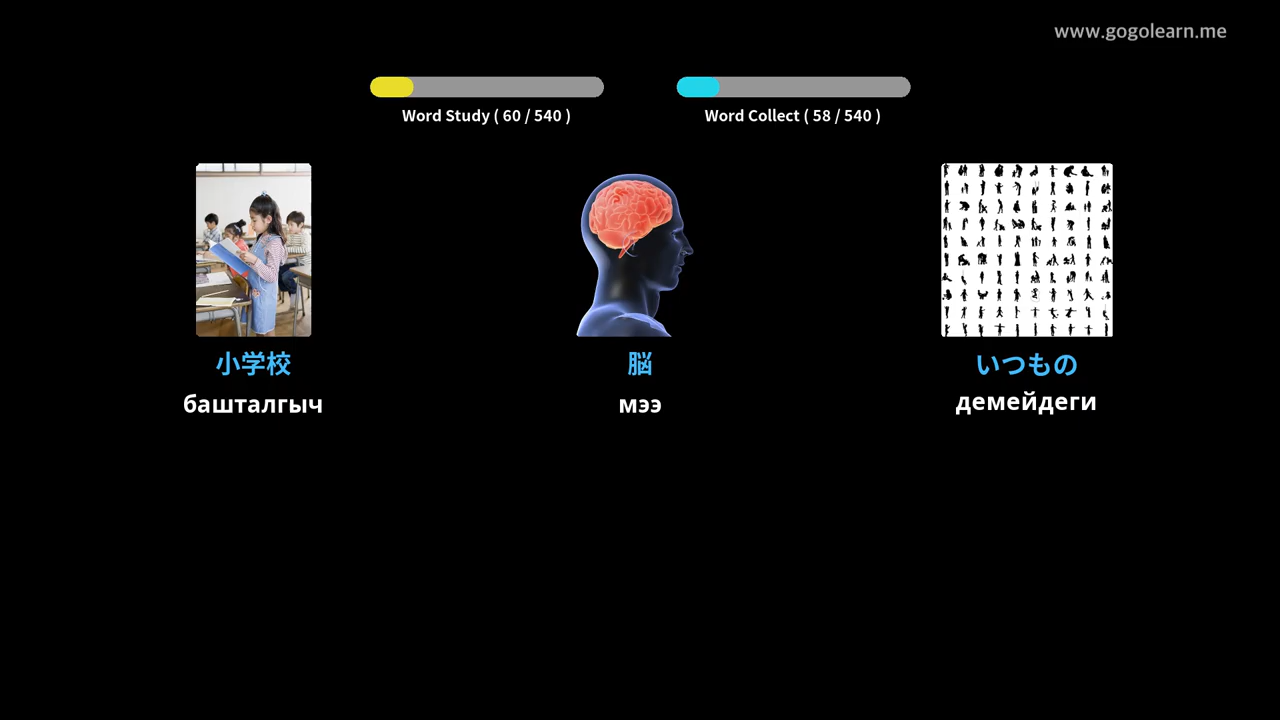 www.gogolearn.me
Word Study ( 60 / 540 )
Word Collect ( 58 / 540 )
小学校
башталгыч
脳
мээ
いつもの
демейдеги